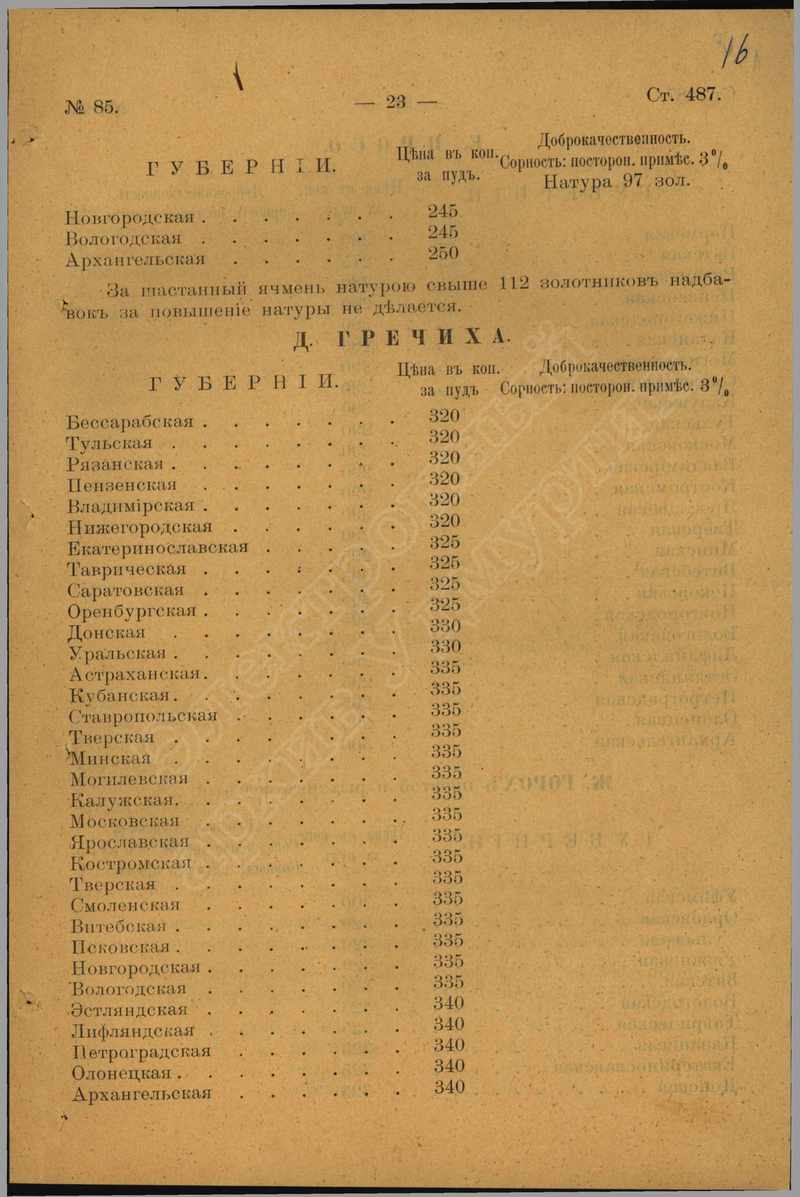 16
№ 85. — 23 — Ст. 487.
ГУБЕРНІИ. Цѣна въ коп. за пудъ. Доброкачественность. Сорность: посторон. примѣс. 3%
Натура 97 зол.
Новгородская . . . . . . . 245
Вологодская . . . . . . . 245
Архангельская . . . . . . 250
За шастанный ячмень натурою свыше 112 золотниковъ надба-
вокъ за повышеніе натуры не дѣлается.
Д. ГРЕЧИХА.
ГУБЕРНІИ. Цѣна въ коп. за пудъ Доброкачественность. Сорность: посторон. примѣс. 3%
Бессарабская . . . . . . . 320
Тульская . . . . . . . . 320
Рязанская . . . . . . . . 320
Пензенская . . . . . . . 320
Владимірская . . . . . . . 320
Нижегородская . . . . . . 320
Екатеринославская . . . . . 325
Таврическая . . . . . . . 325
Саратовская . . . . . . . 325
Оренбургская . . . . . . . 325
Донская . . . . . . . . 330
Уральская . . . . . . . . 330
Астраханская. . . . . . . 335
Кубанская. . . . . . . . 335
Ставропольская . . . . . . 335
Тверская . . . . . . . 335
Минская . . . . . . . . 335
Могилевская . . . . . . . 335
Калужская. . . . . . . . 335
Московская . . . . . . . 335
Ярославская . . . . . . . 335
Костромская . . . . . . . 335
Тверская . . . . . . . . 335
Смоленская . . . . . . . 335
Витебская . . . . . . . . 335
Псковская . . . . . . . . 335
Новгородская . . . . . . . 335
Вологодская . . . . . . . 335
Эстляндская . . . . . . . 340
Лифляндская . . . . . . . 340
Петроградская . . . . . . 340
Олонецкая . . . . . . . . 340
Архангельская . . . . . . 340